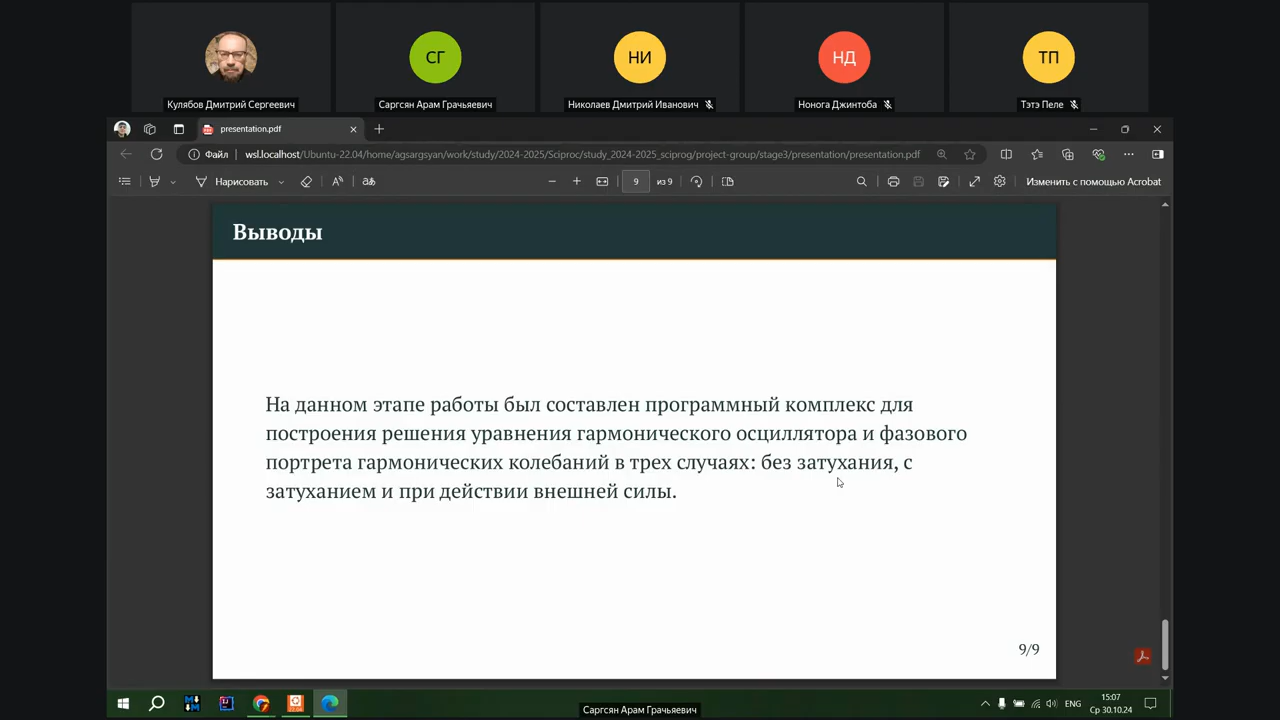 СГ
НИ
НД
ТП
Кулябов Дмитрий Сергеевич
Саргсян Арам Грачьяевич
Николаев Дмитрий Иванович
Нонога Джинтоба
Тэтэ Пеле
presentation.pdf
Файл
wsl.localhost/Ubuntu-22.04/home/agsargsyan/work/study/2024-2025/Sciproc/study_2024-2025_sciprog/project-group/stage3/presentation/presentation.pdf
Нарисовать
9
из 9
Изменить с помощью Acrobat
Выводы
На данном этапе работы был составлен программный комплекс для
построения решения уравнения гармонического осциллятора и фазового
портрета гармонических колебаний в трех случаях: без затухания, с
затуханием и при действии внешней силы.
9/9
ENG
15:07
Ср 30.10.24
Саргсян Арам Грачьяевич